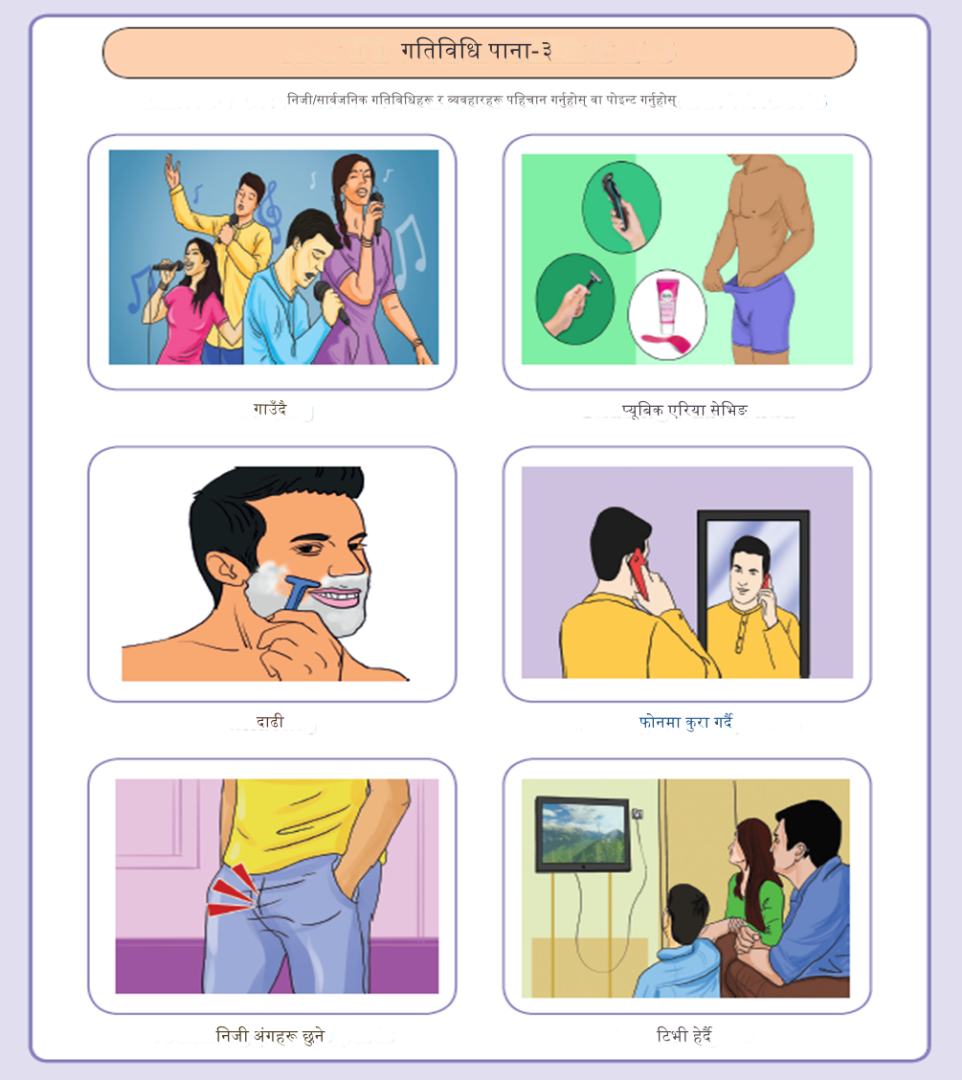 गतिविधि पाना-३
निजी/सार्वजनिक गतिविधिहरू र व्यवहारहरू पहिचान गर्नुहोस् वा पोइन्ट गर्नुहोस्
गाउँदै
प्यूबिक एरिया सेभिङ
दाढी
फोनमा कुरा गर्दै
निजी अंगहरू छुने
टिभी हेर्दै